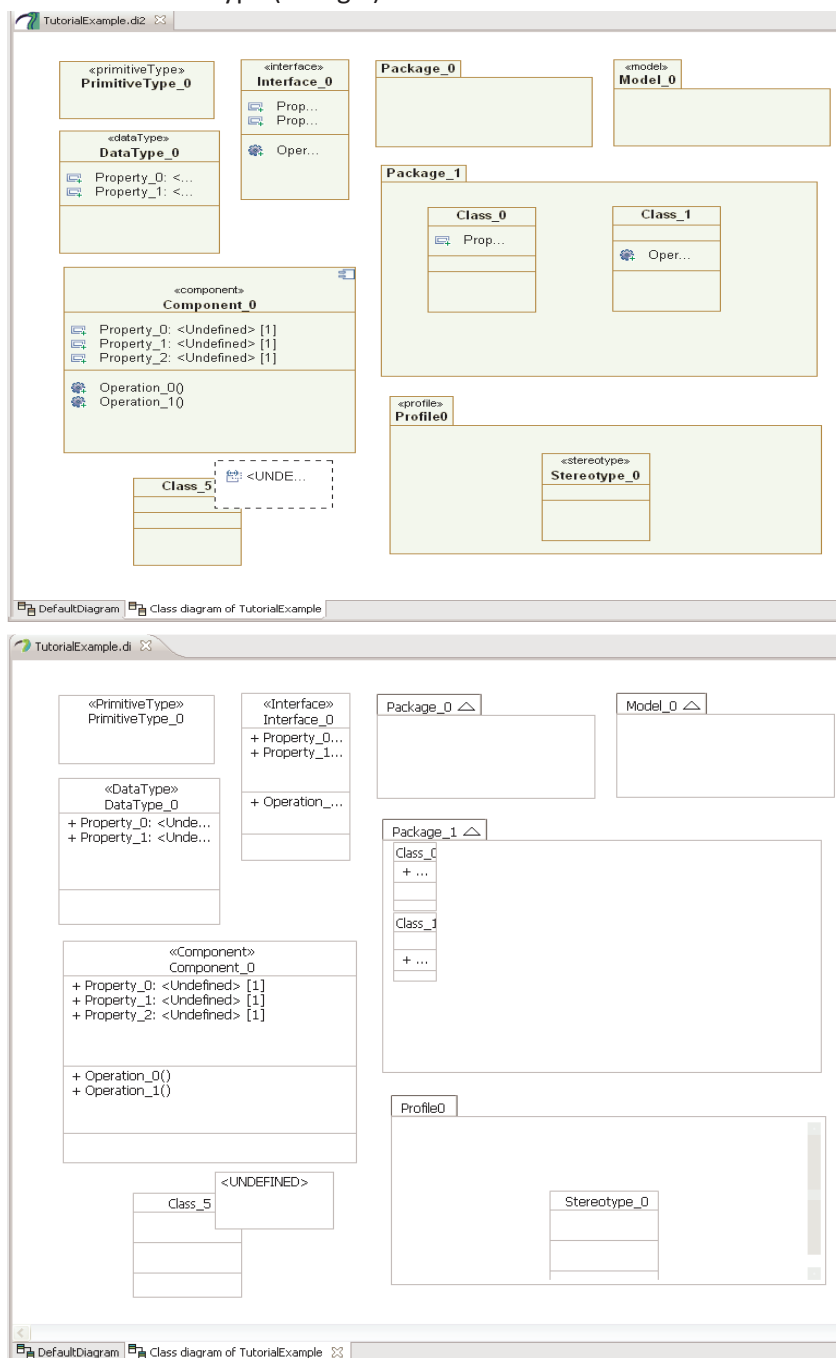 TutorialExample.di2
«primitiveType»
PrimitiveType_0
«interface»
Interface_0
Prop...
Prop...
Oper...
Package_0
«model»
Model_0
«dataType»
DataType_0
Property_0: <...
Property_1: <...
Package_1
Class_0
Prop...
Class_1
Oper...
«component»
Component_0
Property_0: <Undefined> [1]
Property_1: <Undefined> [1]
Property_2: <Undefined> [1]
Operation_0()
Operation_1()
«profile»
Profile0
«stereotype»
Stereotype_0
Class_5
<UNDE...
DefaultDiagram
Class diagram of TutorialExample
TutorialExample.di
«PrimitiveType»
PrimitiveType_0
«Interface»
Interface_0
+ Property_0...
+ Property_1...
+ Operation_...
Package_0
Model_0
«DataType»
DataType_0
+ Property_0: <Unde...
+ Property_1: <Unde...
Package_1
Class_0
+ ...
Class_1
+ ...
«Component»
Component_0
+ Property_0: <Undefined> [1]
+ Property_1: <Undefined> [1]
+ Property_2: <Undefined> [1]
+ Operation_0()
+ Operation_1()
Profile0
Stereotype_0
<UNDEFINED>
Class_5
DefaultDiagram
Class diagram of TutorialExample